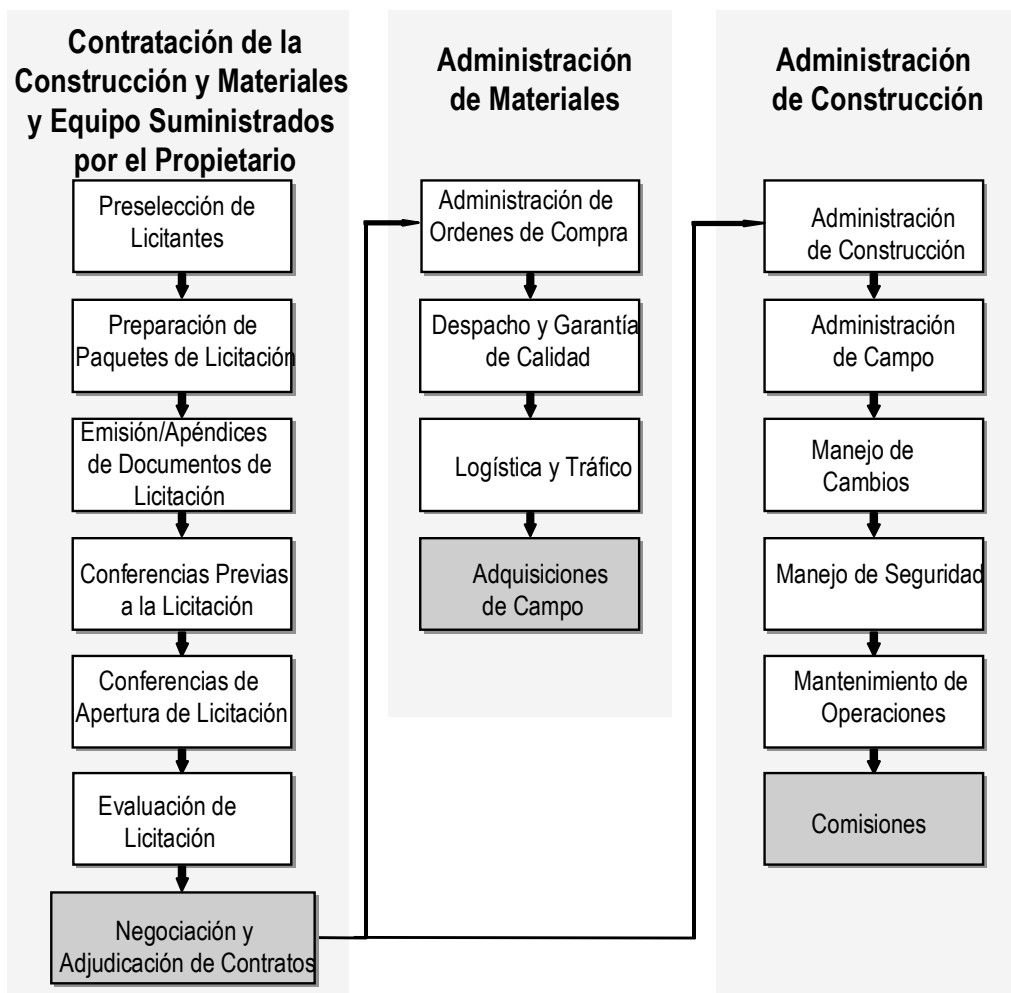 Contratación de la
Construcción y Materiales
y Equipo Suministrados
por el Propietario
Preselección de
Licitantes
Preparación de
Paquetes de Licitación
Emisión/Apéndices
de Documentos de
Licitación
Conferencias Previas
a la Licitación
Conferencias de
Apertura de Licitación
Evaluación de
Licitación
Negociación y
Adjudicación de Contratos
Administración
de Materiales
Administración de
Ordenes de Compra
Despacho y Garantía
de Calidad
Logística y Tráfico
Adquisiciones
de Campo
Administración
de Construcción
Administración
de Construcción
Administración
de Campo
Manejo de
Cambios
Manejo de Seguridad
Mantenimiento de
Operaciones
Comisiones